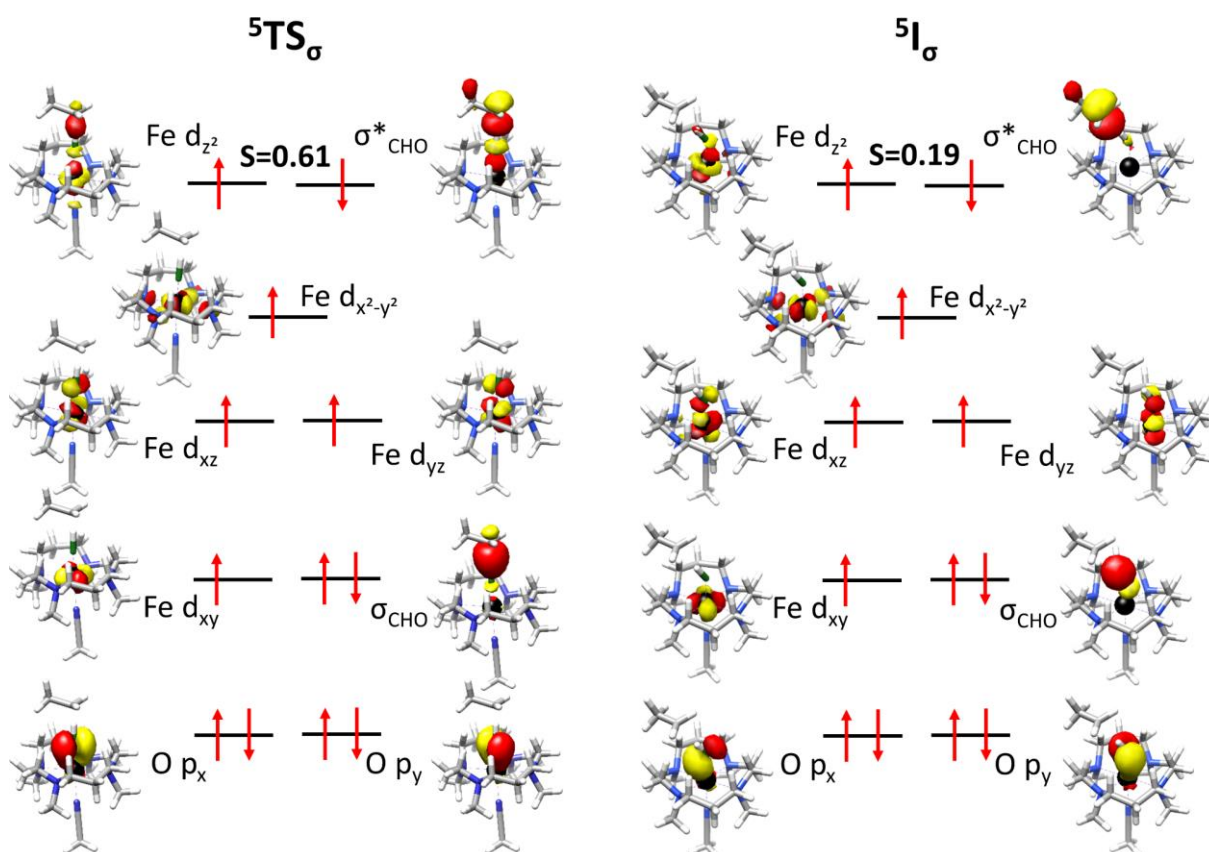 ⁵TSσ
Fe dz²
S=0.61
σ*CHO
Fe dx²-y²
Fe dxz
Fe dyz
Fe dxy
σCHO
O px
O py
⁵Iσ
Fe dz²
S=0.19
σ*CHO
Fe dx²-y²
Fe dxz
Fe dyz
Fe dxy
σCHO
O px
O py